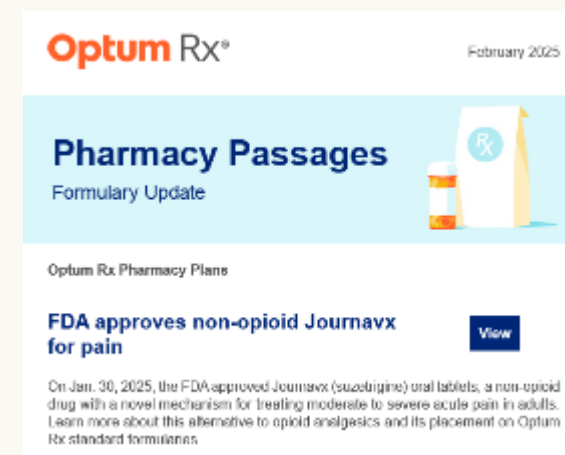 Optum Rx®
February 2025
Pharmacy Passages
Formulary Update
Rx
Optum Rx Pharmacy Plans
FDA approves non-opioid Journavx
for pain
View
On Jan. 30, 2025, the FDA approved Journavx (suzetrigine) oral tablets, a non-opioid
drug with a novel mechanism for treating moderate to severe acute pain in adults.
Learn more about this alternative to opioid analgesics and its placement on Optum
Rx standard formularies